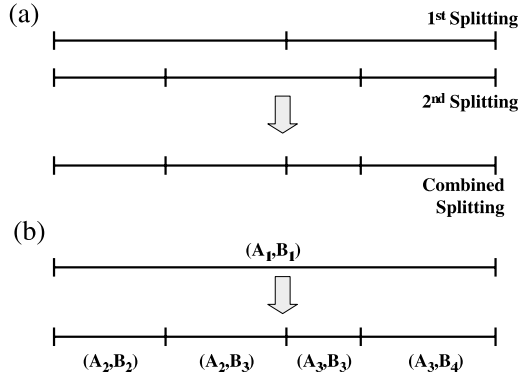 (a)
1st Splitting
2nd Splitting
Combined
Splitting
(b)
(A1,B1)
(A2,B2) (A2,B3) (A3,B3) (A3,B4)